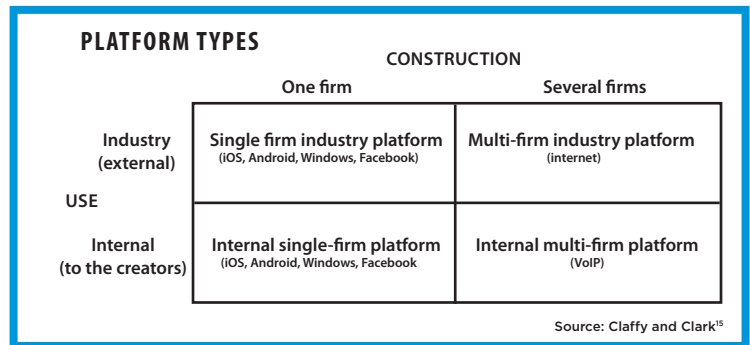 PLATFORM TYPES
CONSTRUCTION
One firm
Several firms
Industry
(external)
Single firm industry platform
(iOS, Android, Windows, Facebook)
Multi-firm industry platform
(internet)
USE
Internal
(to the creators)
Internal single-firm platform
(iOS, Android, Windows, Facebook
Internal multi-firm platform
(VoIP)
Source: Claffy and Clark15